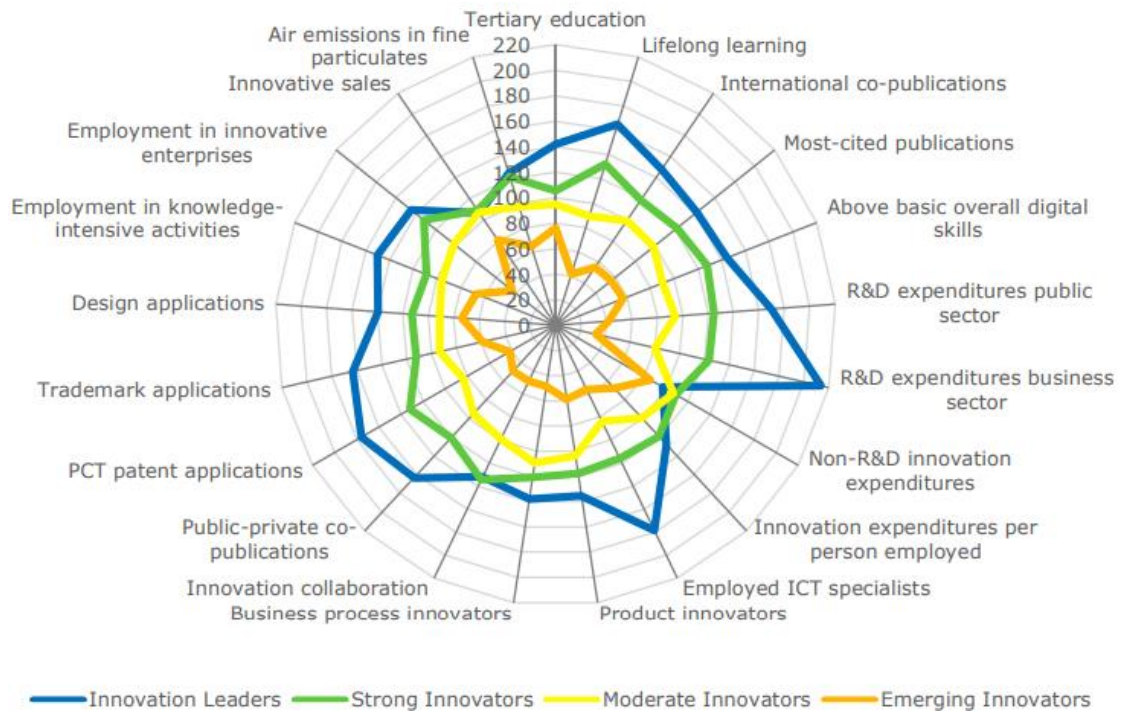 Tertiary education
Air emissions in fine
particulates
Lifelong learning
Innovative sales
International co-publications
Employment in innovative
enterprises
Most-cited publications
Employment in knowledge-
intensive activities
Above basic overall digital
skills
Design applications
R&D expenditures public
sector
Trademark applications
R&D expenditures business
sector
PCT patent applications
Non-R&D innovation
expenditures
Public-private co-
publications
Innovation expenditures per
person employed
Innovation collaboration
Employed ICT specialists
Business process innovators
Product innovators
220
200
180
160
140
120
100
80
60
40
20
0
Innovation Leaders
Strong Innovators
Moderate Innovators
Emerging Innovators